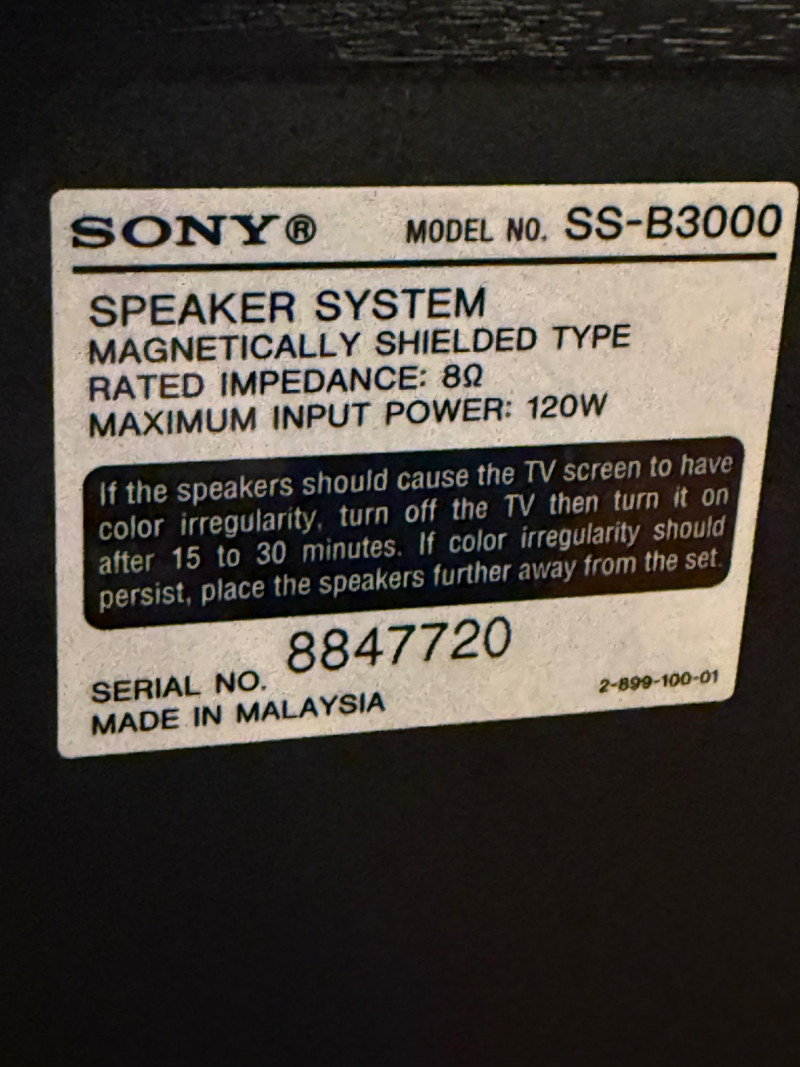 SONY® MODEL NO. SS-B3000
SPEAKER SYSTEM
MAGNETICALLY SHIELDED TYPE
RATED IMPEDANCE: 8Ω
MAXIMUM INPUT POWER: 120W
If the speakers should cause the TV screen to have
color irregularity, turn off the TV then turn it on
after 15 to 30 minutes. If color irregularity should
persist, place the speakers further away from the set.
SERIAL NO. 8847720
MADE IN MALAYSIA 2-899-100-01